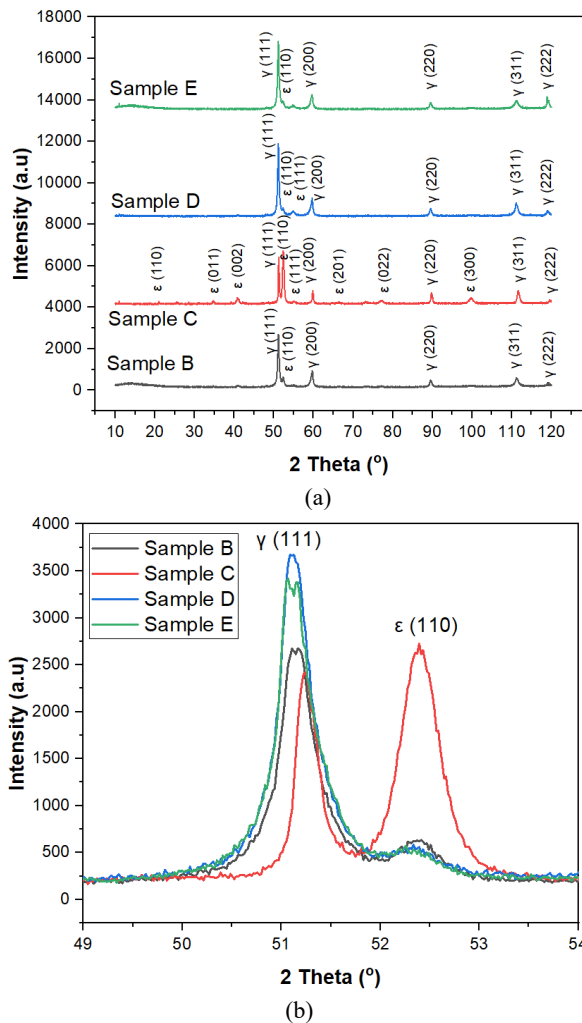 (a)
18000
16000
14000
12000
10000
8000
6000
4000
2000
0
Intensity (a.u)
Sample E
γ (111)
ε (110)
γ (200)
γ (220)
γ (311)
γ (222)
Sample D
γ (111)
ε (110)
ε (111)
γ (200)
γ (220)
γ (311)
γ (222)
Sample C
ε (110)
ε (011)
ε (002)
γ (111)
ε (110)
ε (111)
γ (200)
ε (201)
ε (022)
γ (220)
ε (300)
γ (311)
γ (222)
Sample B
γ (111)
ε (110)
γ (200)
γ (220)
γ (311)
γ (222)
10 20 30 40 50 60 70 80 90 100 110 120
2 Theta (º)
(b)
4000
3500
3000
2500
2000
1500
1000
500
0
Intensity (a.u)
Sample B
Sample C
Sample D
Sample E
γ (111)
ε (110)
49 50 51 52 53 54
2 Theta (º)